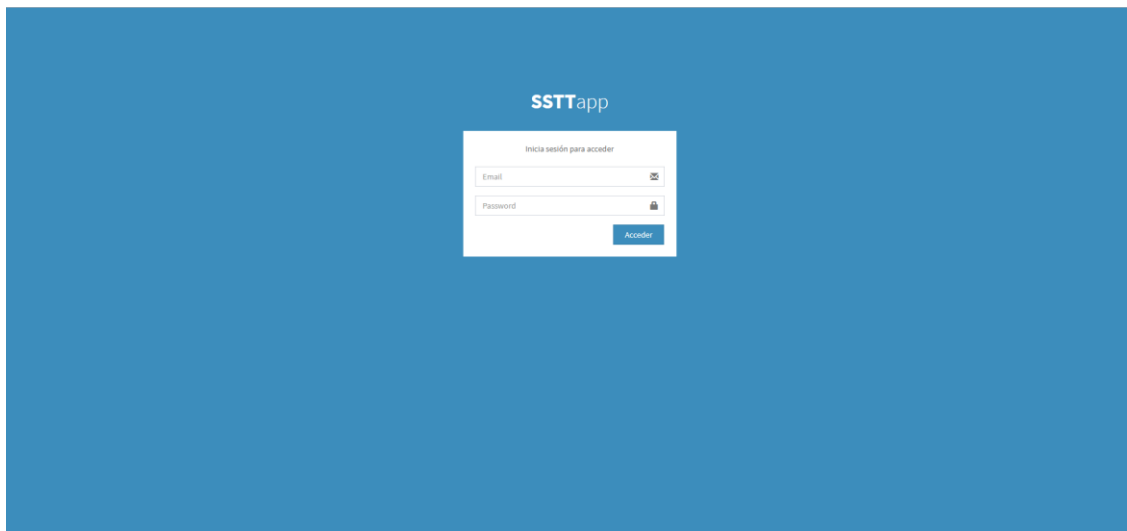 SSTTapp
Inicia sesión para acceder
Email
Password
Acceder